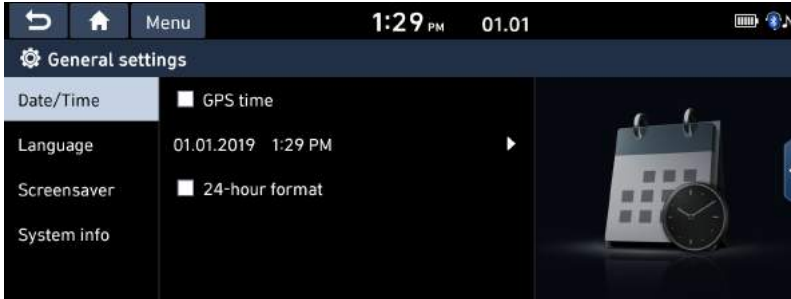 Menu 1:29 PM 01.01
General settings
Date/Time
GPS time
Language
01.01.2019 1:29 PM
Screensaver
24-hour format
System info